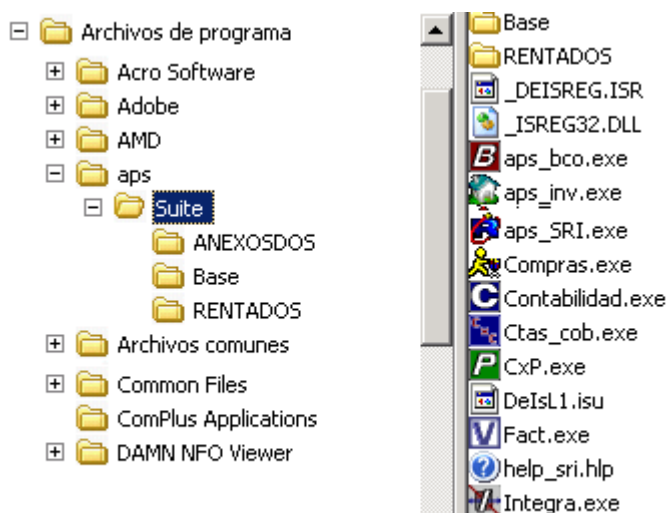 Archivos de programa
Acro Software
Adobe
AMD
aps
Suite
ANEXOSDOS
Base
RENTADOS
Archivos comunes
Common Files
ComPlus Applications
DAMN NFO Viewer
Base
RENTADOS
_DEISREG.ISR
_ISREG32.DLL
aps_bco.exe
aps_inv.exe
aps_SRI.exe
Compras.exe
Contabilidad.exe
Ctas_cob.exe
CxP.exe
DeIsL1.isu
Fact.exe
help_sri.hlp
Integra.exe